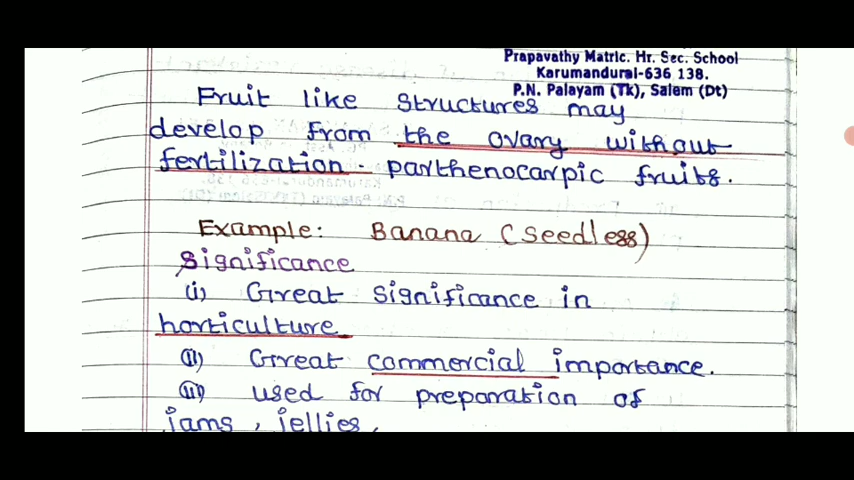 Prapavathy Matric. Hr. Sec. School
Karumandural-636 138.
P.N. Palayam (Tk), Salem (Dt)
Fruit like structures may
develop from the ovary without
fertilization - parthenocarpic fruits.
Example: Banana (seedless)
Significance
(i) Great significance in
horticulture
(ii) Great commercial importance.
(iii) used for preparation of
jams, jellies,